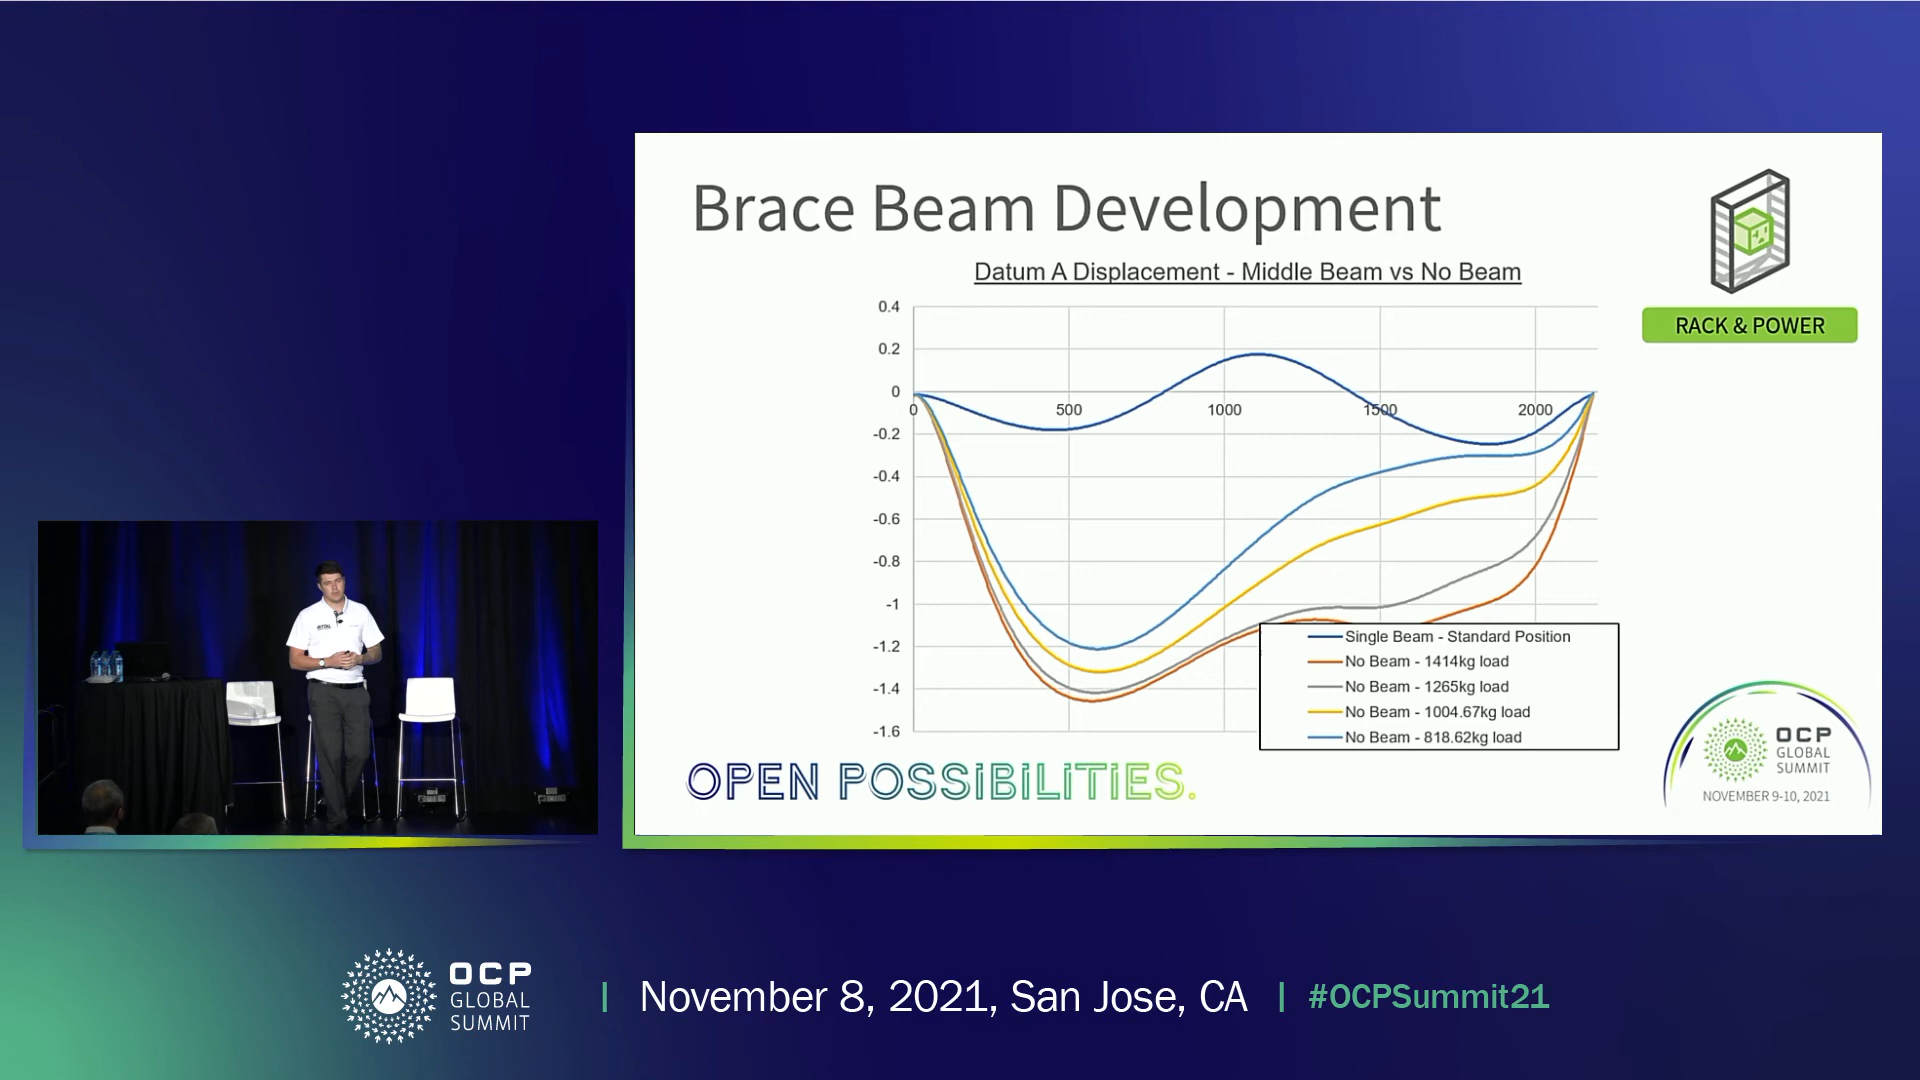 Brace Beam Development
Datum A Displacement - Middle Beam vs No Beam
0.4
0.2
0
-0.2
-0.4
-0.6
-0.8
-1
-1.2
-1.4
-1.6
0 500 1000 1500 2000
Single Beam - Standard Position
No Beam - 1414kg load
No Beam - 1265kg load
No Beam - 1004.67kg load
No Beam - 818.62kg load
RACK & POWER
OPEN POSSIBILITIES.
OCP
GLOBAL
SUMMIT
NOVEMBER 9-10, 2021
OCP
GLOBAL
SUMMIT
| November 8, 2021, San Jose, CA | #OCPSummit21